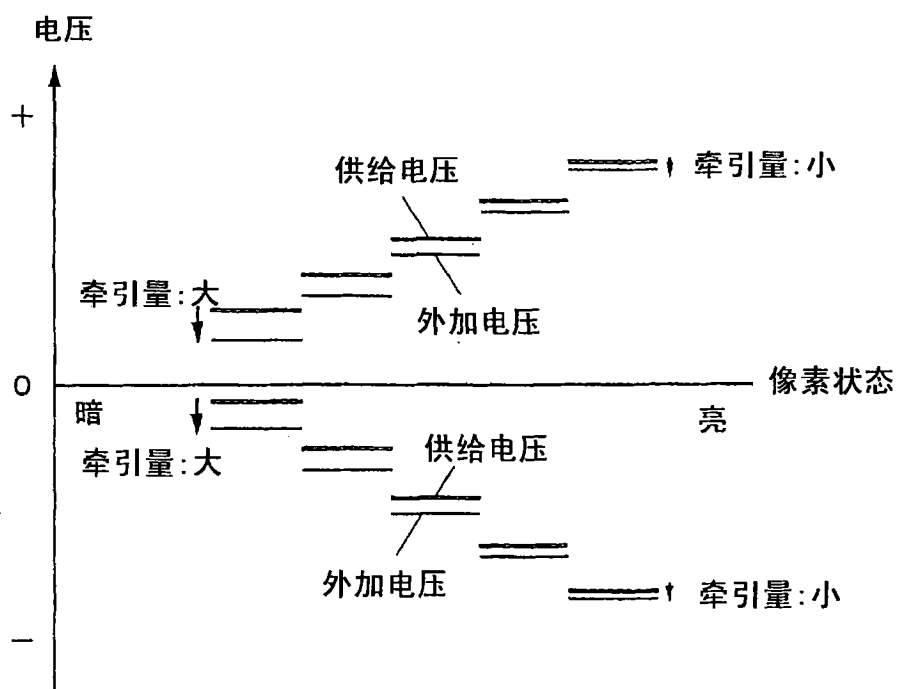 电压
+
供给电压
牵引量:小
牵引量:大
外加电压
0
像素状态
暗
亮
供给电压
牵引量:大
外加电压
牵引量:小
-